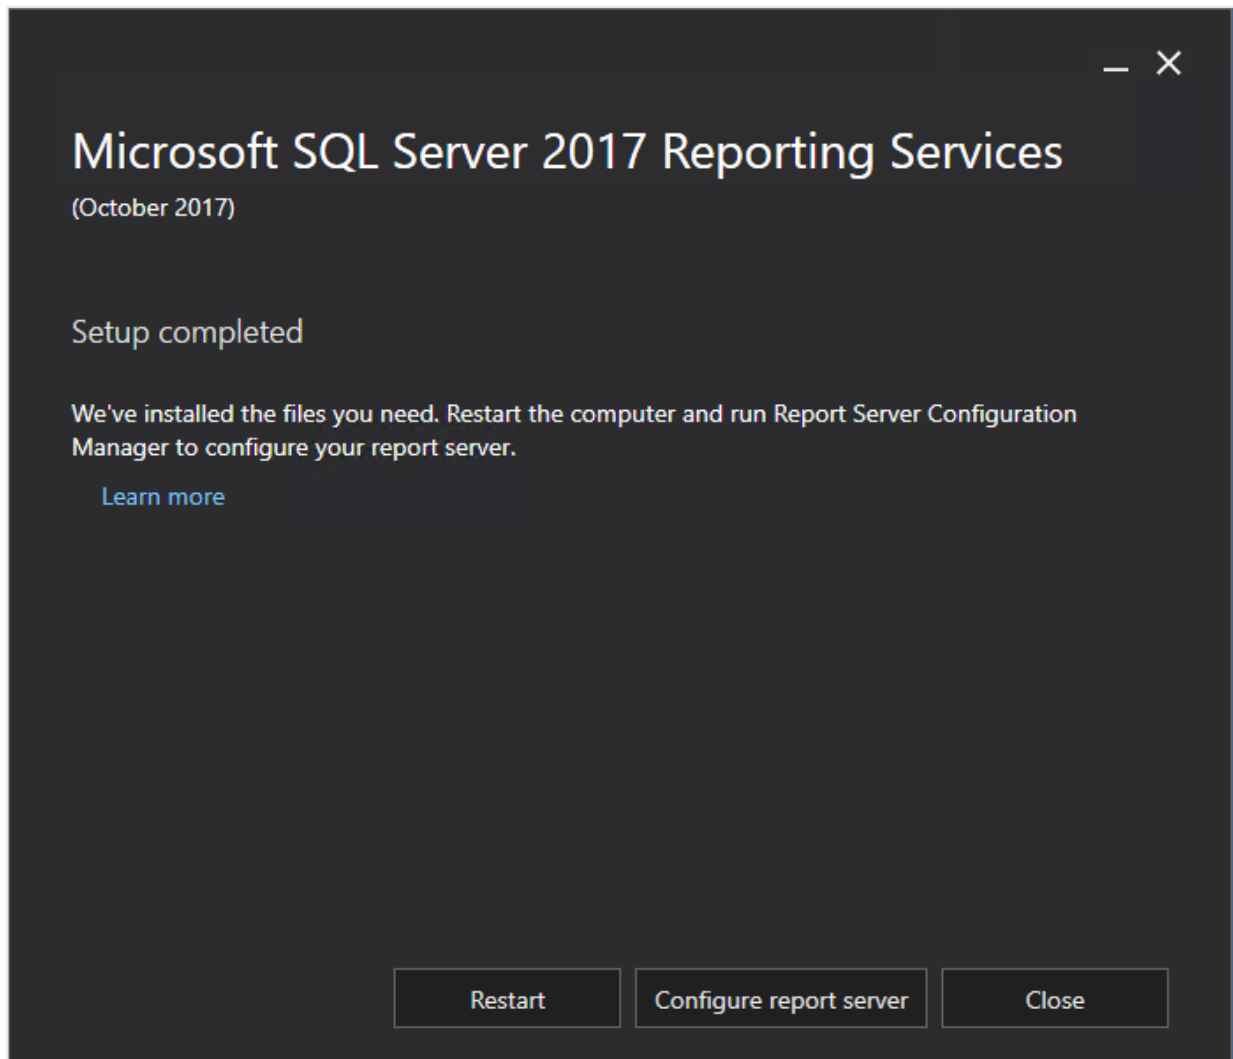 Microsoft SQL Server 2017 Reporting Services
(October 2017)
Setup completed
We've installed the files you need. Restart the computer and run Report Server Configuration
Manager to configure your report server.
Learn more
Restart
Configure report server
Close